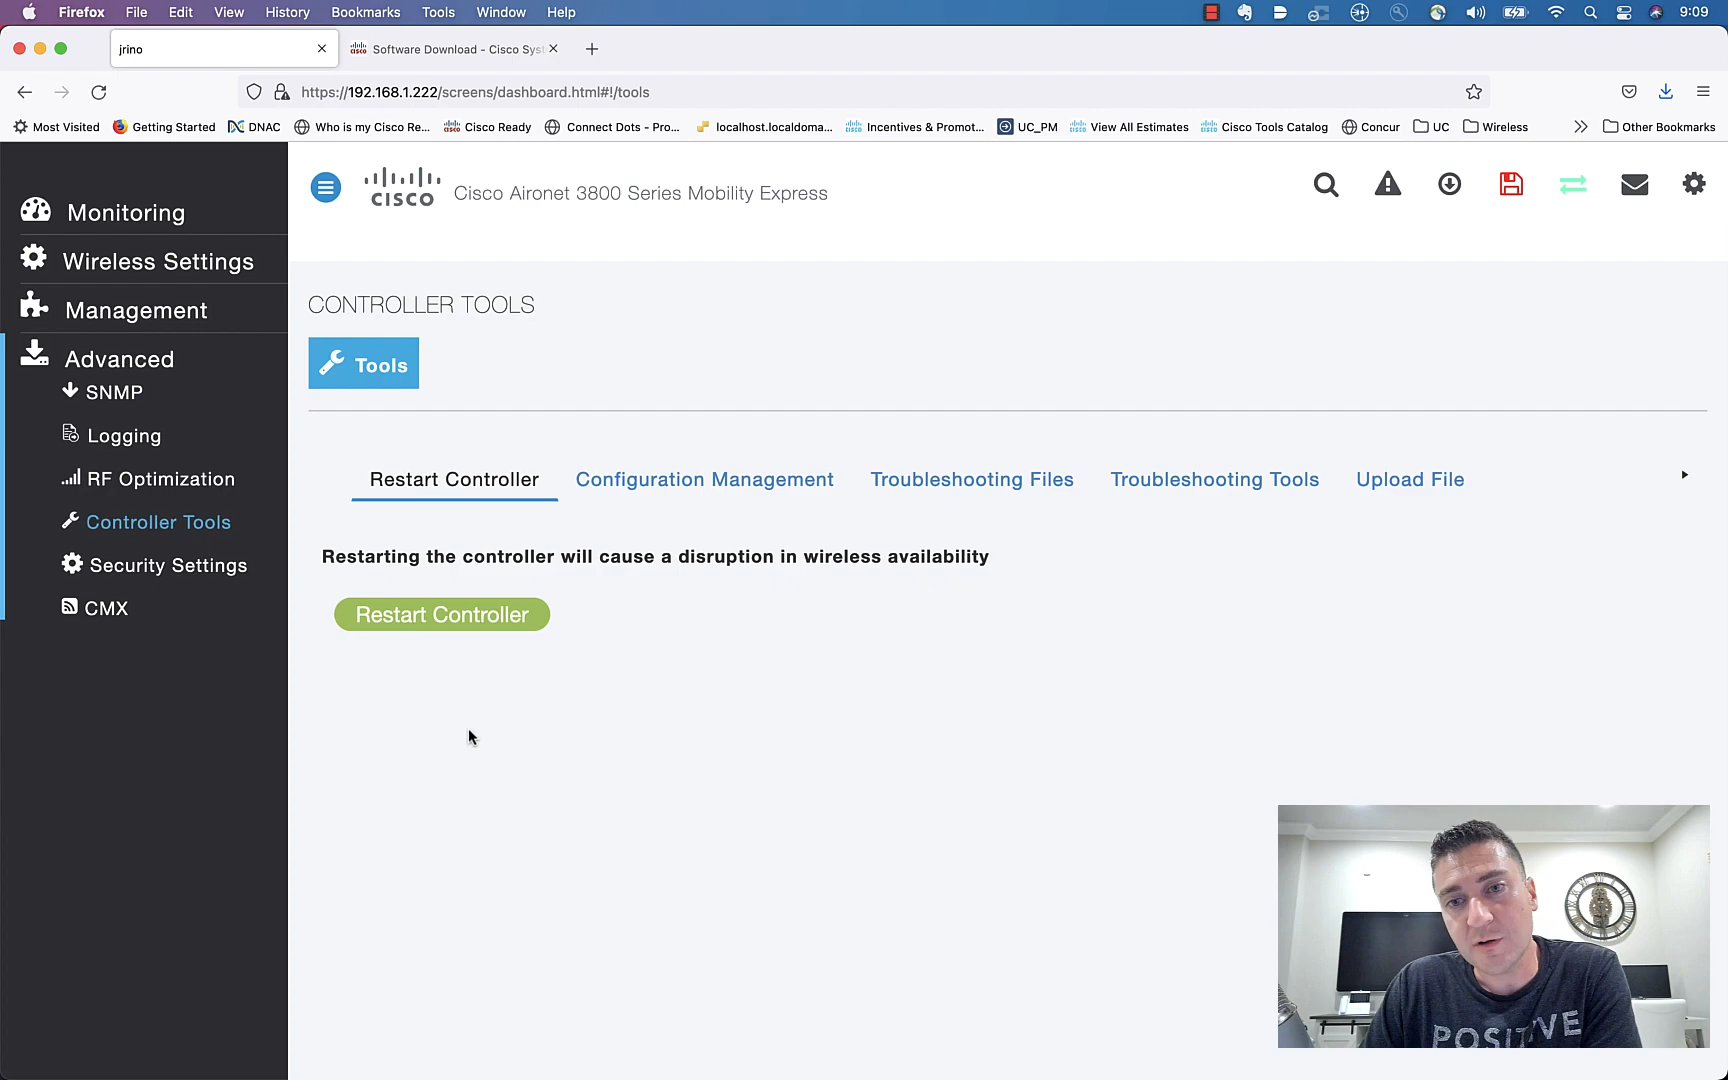 Firefox File Edit View History Bookmarks Tools Window Help 9:09
jrino
Software Download - Cisco Syst
https://192.168.1.222/screens/dashboard.html#!/tools
Most Visited Getting Started DNAC Who is my Cisco Re... Cisco Ready Connect Dots - Pro... localhost.localdoma... Incentives & Promot... UC_PM View All Estimates Cisco Tools Catalog Concur UC Wireless Other Bookmarks
CISCO Cisco Aironet 3800 Series Mobility Express
Monitoring
Wireless Settings
Management
Advanced
SNMP
Logging
RF Optimization
Controller Tools
Security Settings
CMX
CONTROLLER TOOLS
Tools
Restart Controller Configuration Management Troubleshooting Files Troubleshooting Tools Upload File
Restarting the controller will cause a disruption in wireless availability
Restart Controller
POSITIVE